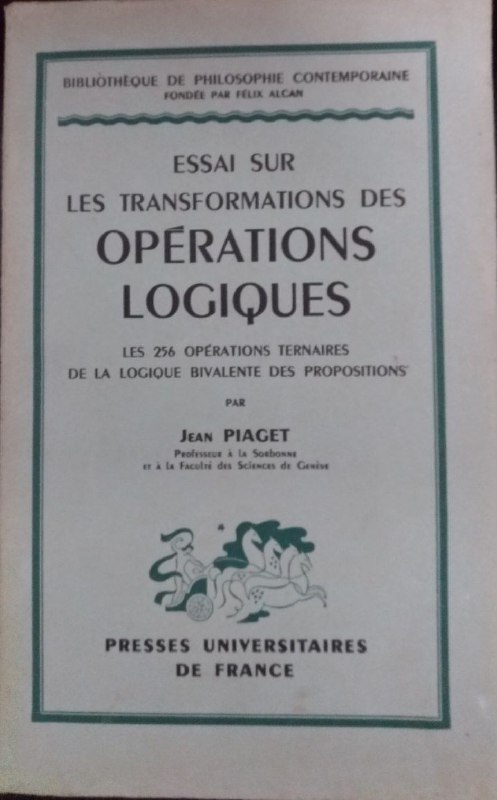 BIBLIOTHÈQUE DE PHILOSOPHIE CONTEMPORAINE
FONDÉE PAR FÉLIX ALCAN
ESSAI SUR
LES TRANSFORMATIONS DES
OPÉRATIONS
LOGIQUES
LES 256 OPÉRATIONS TERNAIRES
DE LA LOGIQUE BIVALENTE DES PROPOSITIONS
PAR
JEAN PIAGET
PROFESSEUR À LA SORBONNE
ET À LA FACULTÉ DES SCIENCES DE GENÈVE
PRESSES UNIVERSITAIRES
DE FRANCE